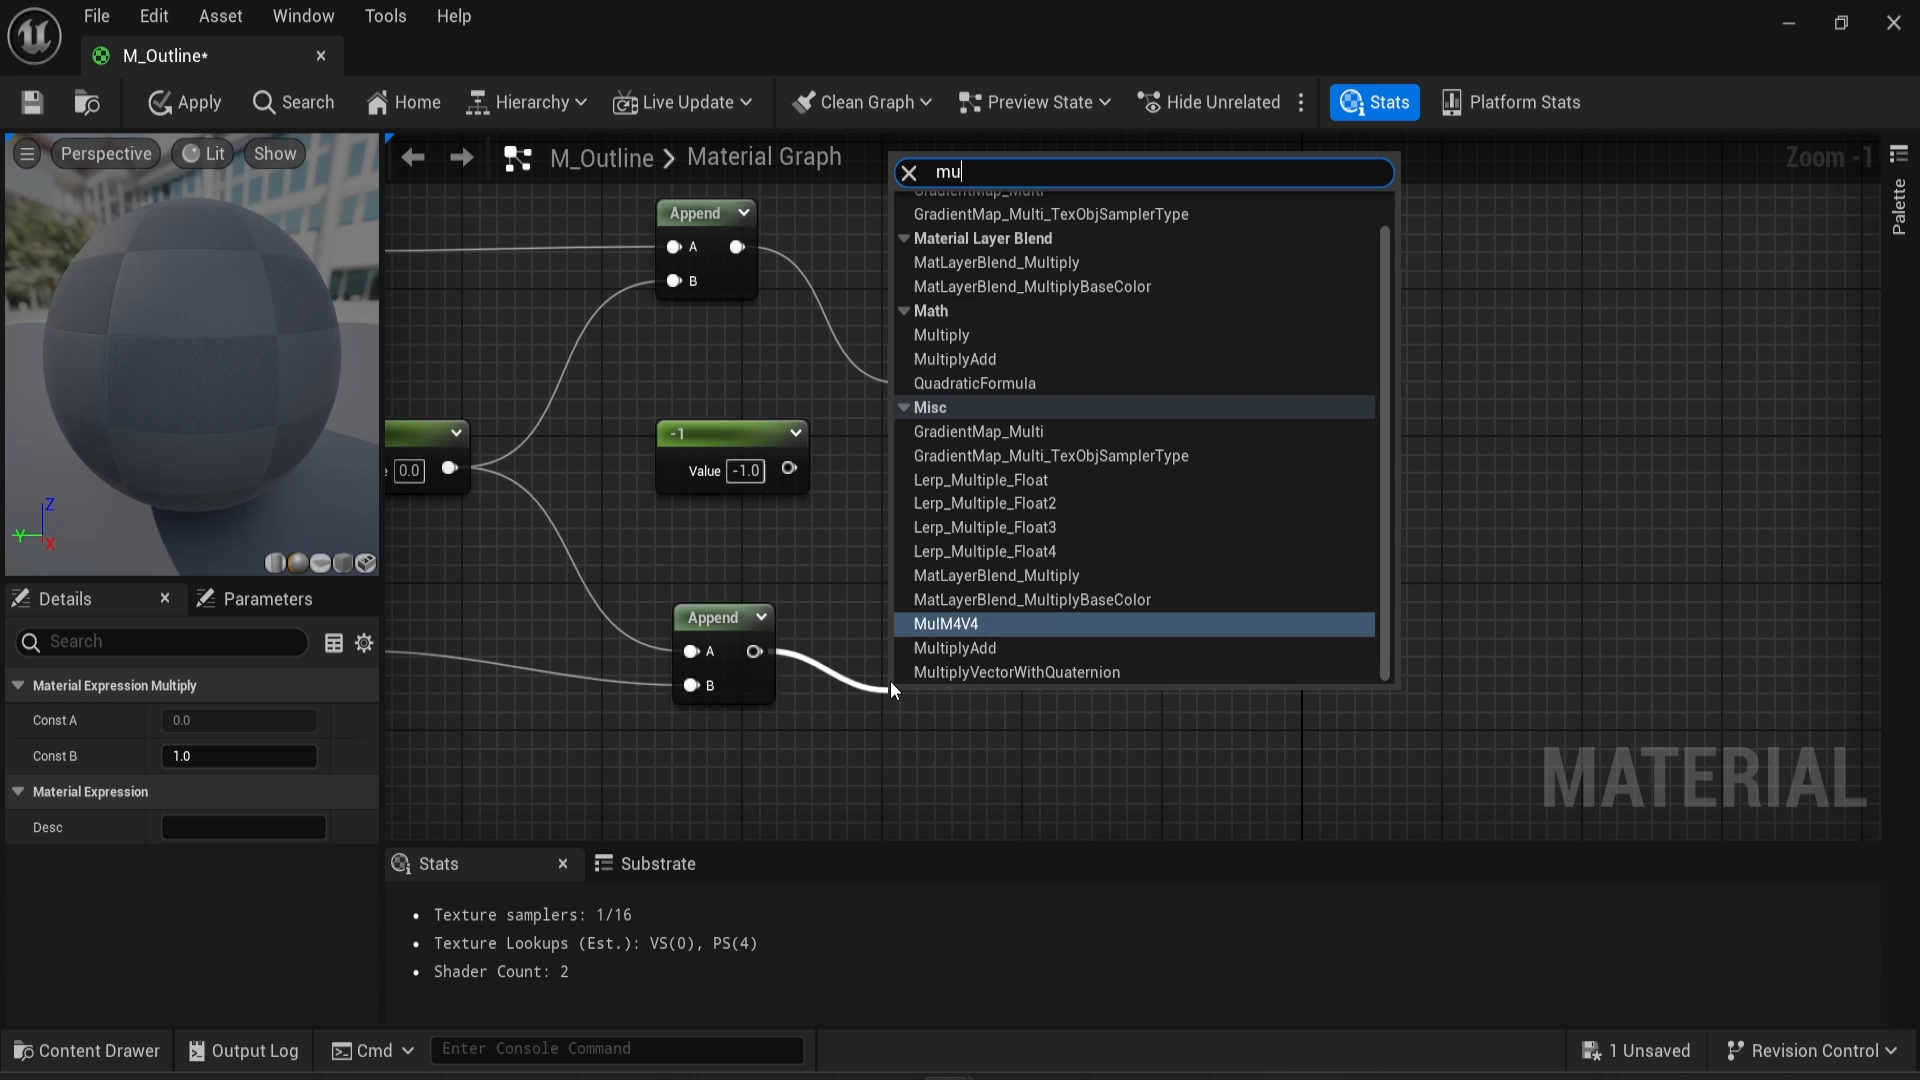 File Edit Asset Window Tools Help
M_Outline*
Apply Search Home Hierarchy Live Update Clean Graph Preview State Hide Unrelated Stats Platform Stats
Perspective Lit Show
M_Outline Material Graph
Zoom -1
Palette
mu
GradientMap_Multi
GradientMap_Multi_TexObjSamplerType
Material Layer Blend
MatLayerBlend_Multiply
MatLayerBlend_MultiplyBaseColor
Math
Multiply
MultiplyAdd
QuadraticFormula
Misc
GradientMap_Multi
GradientMap_Multi_TexObjSamplerType
Lerp_Multiple_Float
Lerp_Multiple_Float2
Lerp_Multiple_Float3
Lerp_Multiple_Float4
MatLayerBlend_Multiply
MatLayerBlend_MultiplyBaseColor
MulM4V4
MultiplyAdd
MultiplyVectorWithQuaternion
Append
A
B
-1
Value -1.0
e 0.0
Append
A
B
MATERIAL
Z
Y
X
Details Parameters
Search
Material Expression Multiply
Const A 0.0
Const B 1.0
Material Expression
Desc
Stats Substrate
• Texture samplers: 1/16
• Texture Lookups (Est.): VS(0), PS(4)
• Shader Count: 2
Content Drawer Output Log Cmd Enter Console Command 1 Unsaved Revision Control